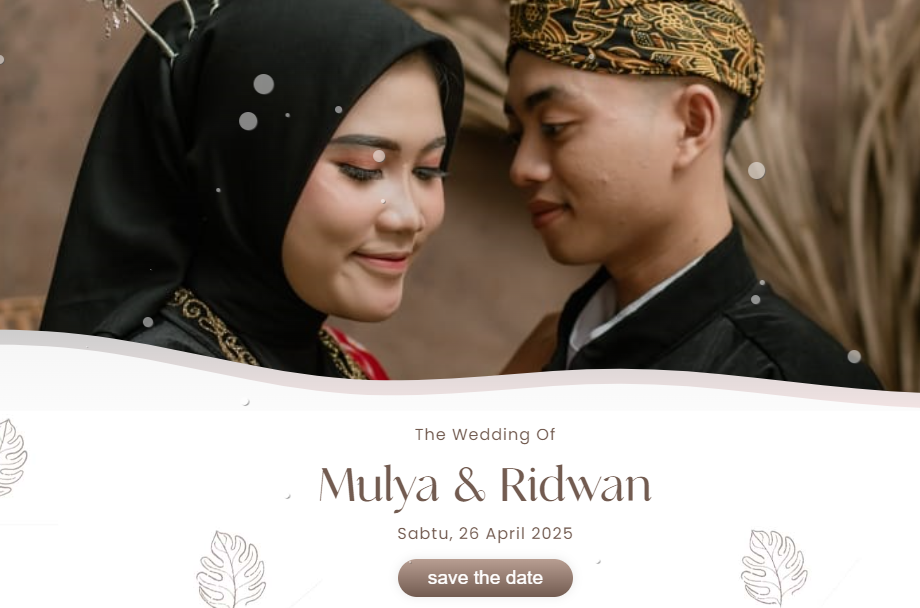 The Wedding Of
Mulya & Ridwan
Sabtu, 26 April 2025
save the date